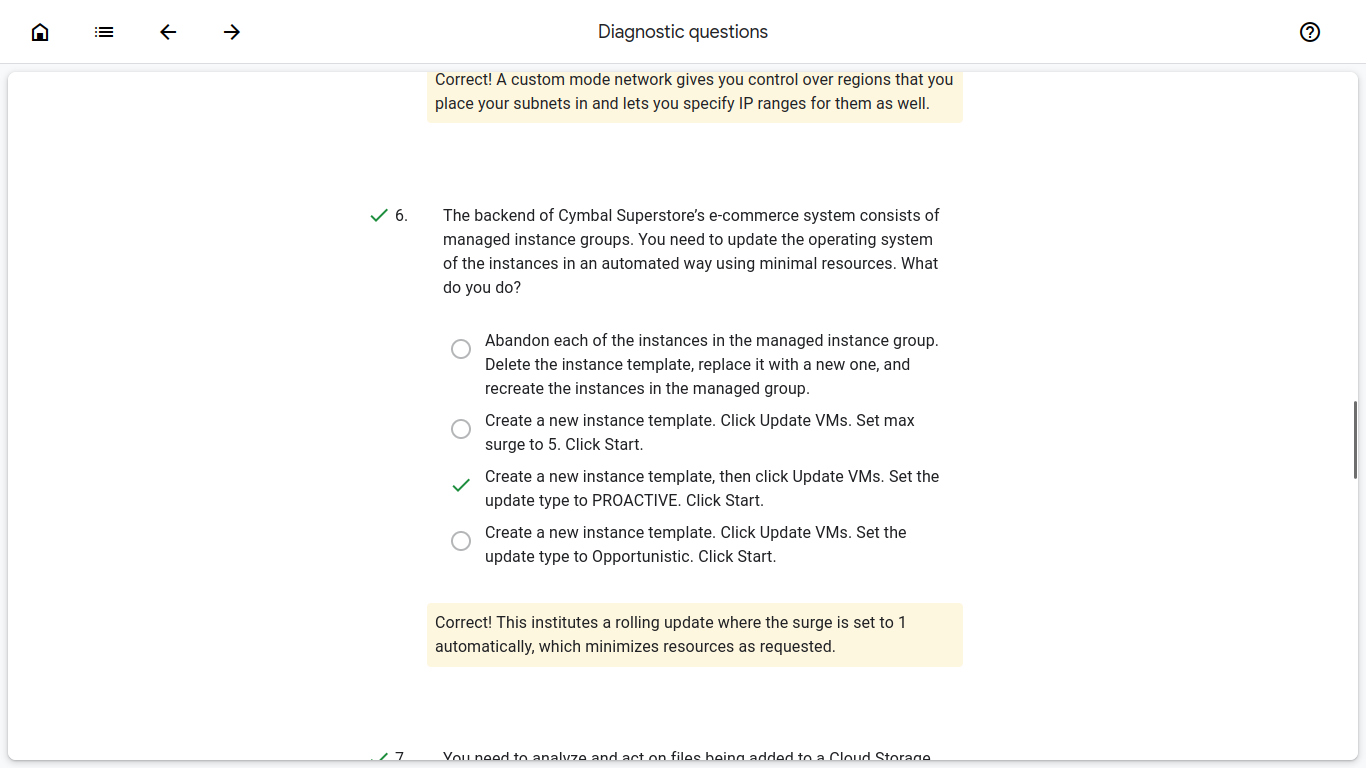 Diagnostic questions
Correct! A custom mode network gives you control over regions that you
place your subnets in and lets you specify IP ranges for them as well.
6.
The backend of Cymbal Superstore’s e-commerce system consists of
managed instance groups. You need to update the operating system
of the instances in an automated way using minimal resources. What
do you do?
Abandon each of the instances in the managed instance group.
Delete the instance template, replace it with a new one, and
recreate the instances in the managed group.
Create a new instance template. Click Update VMs. Set max
surge to 5. Click Start.
Create a new instance template, then click Update VMs. Set the
update type to PROACTIVE. Click Start.
Create a new instance template. Click Update VMs. Set the
update type to Opportunistic. Click Start.
Correct! This institutes a rolling update where the surge is set to 1
automatically, which minimizes resources as requested.
7.
You need to analyze and act on files being added to a Cloud Storage